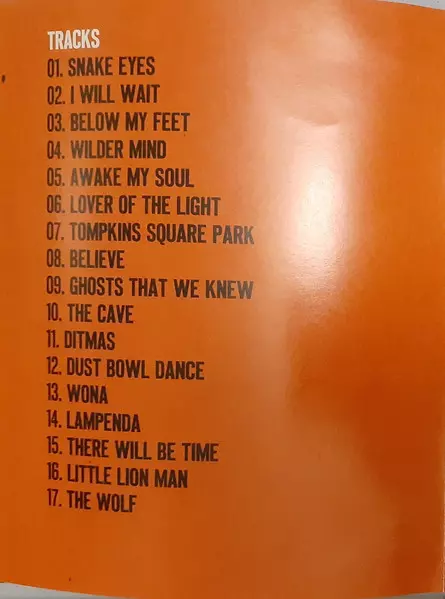 TRACKS
01. SNAKE EYES
02. I WILL WAIT
03. BELOW MY FEET
04. WILDER MIND
05. AWAKE MY SOUL
06. LOVER OF THE LIGHT
07. TOMPKINS SQUARE PARK
08. BELIEVE
09. GHOSTS THAT WE KNEW
10. THE CAVE
11. DITMAS
12. DUST BOWL DANCE
13. WONA
14. LAMPENDA
15. THERE WILL BE TIME
16. LITTLE LION MAN
17. THE WOLF